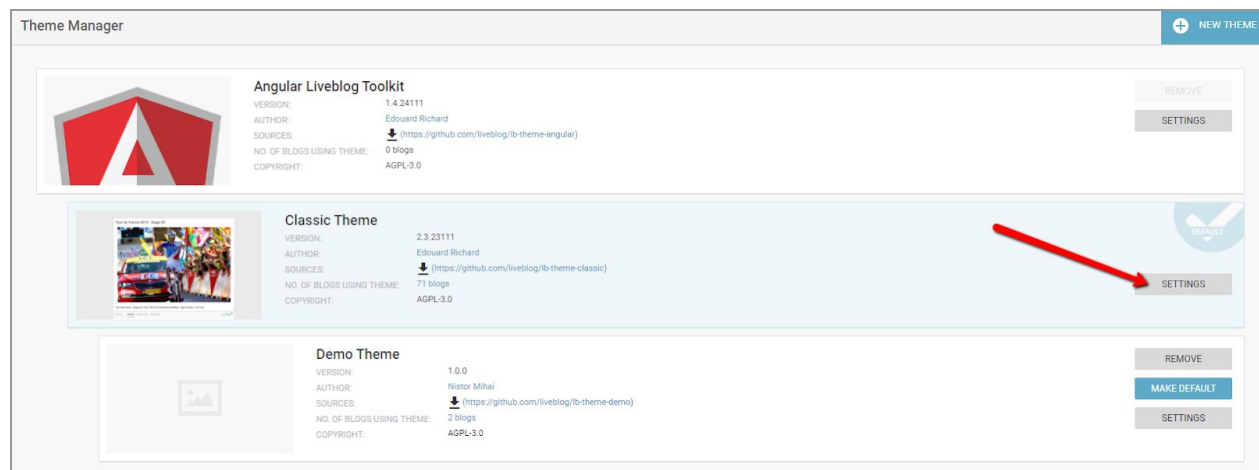 Theme Manager
NEW THEME
Angular Liveblog Toolkit
VERSION: 1.4.24111
AUTHOR: Edouard Richard
SOURCES: (https://github.com/liveblog/lb-theme-angular)
NO. OF BLOGS USING THEME: 0 blogs
COPYRIGHT: AGPL-3.0
REMOVE
SETTINGS
Classic Theme
VERSION: 2.3.23111
AUTHOR: Edouard Richard
SOURCES: (https://github.com/liveblog/lb-theme-classic)
NO. OF BLOGS USING THEME: 71 blogs
COPYRIGHT: AGPL-3.0
DEFAULT
SETTINGS
Demo Theme
VERSION: 1.0.0
AUTHOR: Nistor Mihai
SOURCES: (https://github.com/liveblog/lb-theme-demo)
NO. OF BLOGS USING THEME: 2 blogs
COPYRIGHT: AGPL-3.0
REMOVE
MAKE DEFAULT
SETTINGS